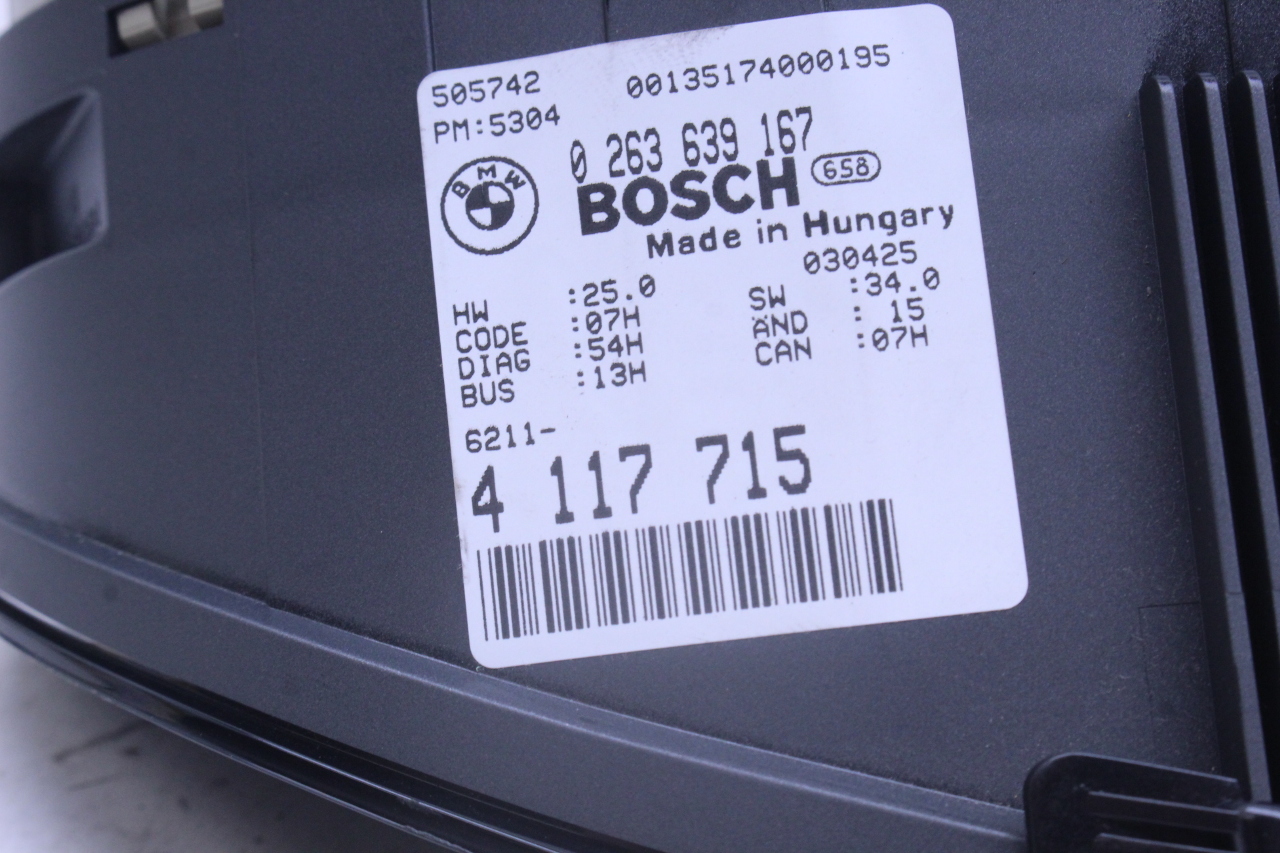 505742 00135174000195
PM:5304
0 263 639 167
BMW
BOSCH 658
Made in Hungary
030425
HW :25.0 SW :34.0
CODE :07H ÄND : 15
DIAG :54H CAN :07H
BUS :13H
6211-
4 117 715